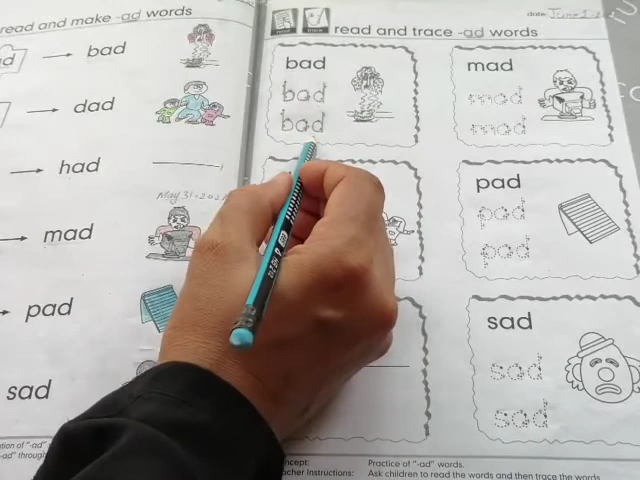 read and make -ad words
bad
dad
had
May 31-
mad
pad
sad
read and trace -ad words
date:
bad
bad
bad
mad
mad
mad
pad
pad
pad
sad
sad
sad
Practice of "-ad" words.
Instructions: Ask children to read the words and then trace the words